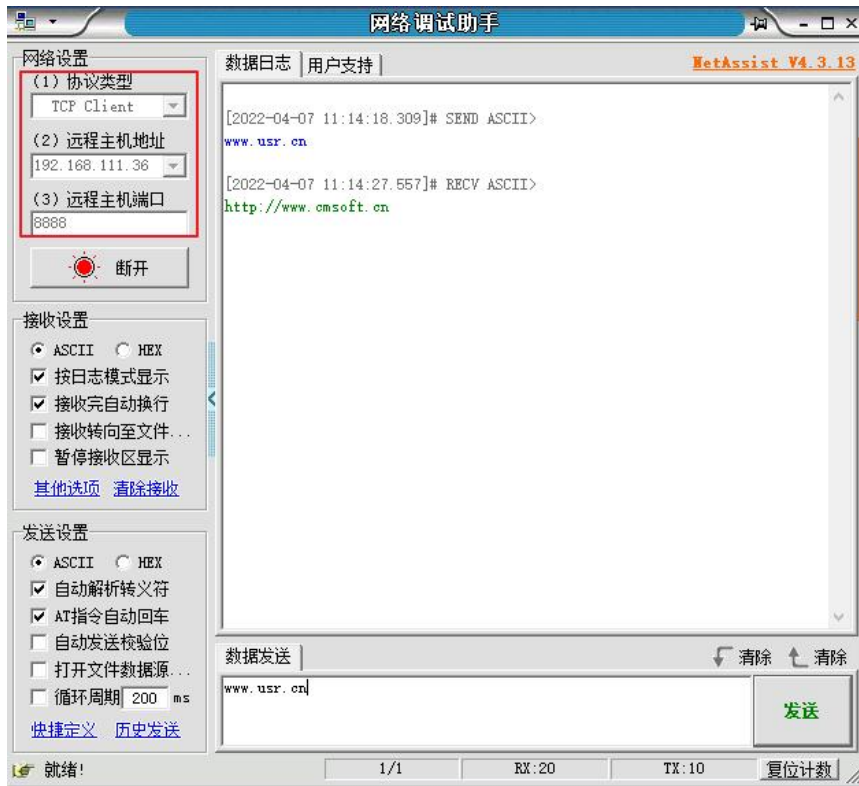 网络调试助手
网络设置
(1) 协议类型
TCP Client
(2) 远程主机地址
192.168.111.36
(3) 远程主机端口
8888
断开
接收设置
ASCII HEX
按日志模式显示
接收完自动换行
接收转向至文件...
暂停接收区显示
其他选项 清除接收
发送设置
ASCII HEX
自动解析转义符
AT指令自动回车
自动发送校验位
打开文件数据源...
循环周期 200 ms
快捷定义 历史发送
数据日志 用户支持 NetAssist V4.3.13
[2022-04-07 11:14:18.309]# SEND ASCII>
www.usr.cn
[2022-04-07 11:14:27.557]# RECV ASCII>
http://www.cmsoft.cn
数据发送 清除 清除
www.usr.cn
发送
就绪! 1/1 RX:20 TX:10 复位计数